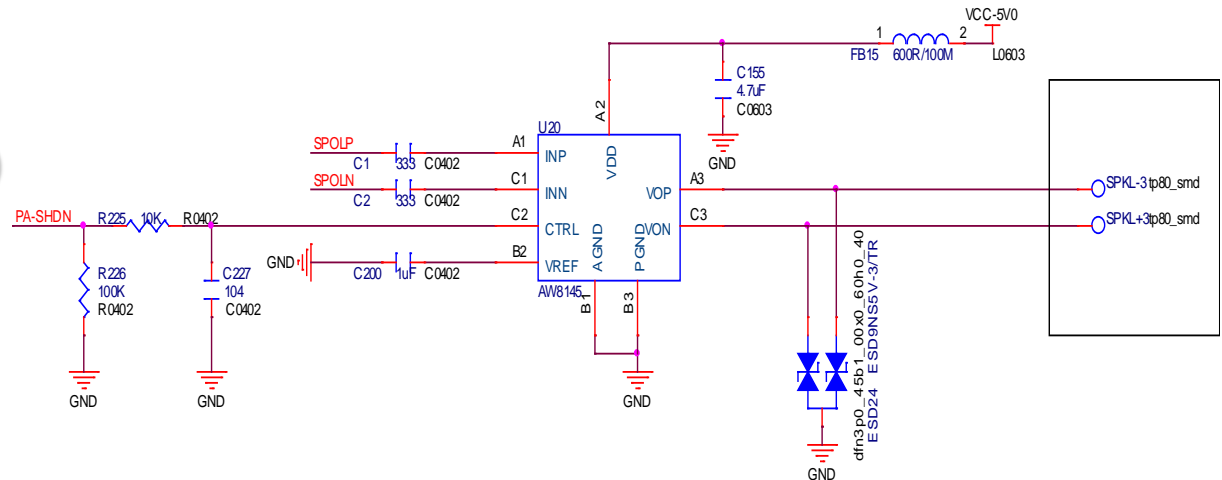 VCC-5V0
1
2
FB15
600R/100M
L0603
C155
4.7uF
C0603
GND
A2
U20
SPOLP
C1
333
C0402
A1
INP
VDD
SPOLN
C2
333
C0402
C1
INN
VOP
A3
SPKL-3
tp80_smd
PA-SHDN
R225
10K
R0402
C2
CTRL
VON
C3
SPKL+3
tp80_smd
AGND
PGND
GND
C200
1uF
C0402
B2
VREF
AW8145
B1
B3
R226
100K
R0402
C227
104
C0402
dfn3p0_45b1_00x0_60h0_40
ESD24 ESD9NS5V-3/TR
GND
GND
GND
GND